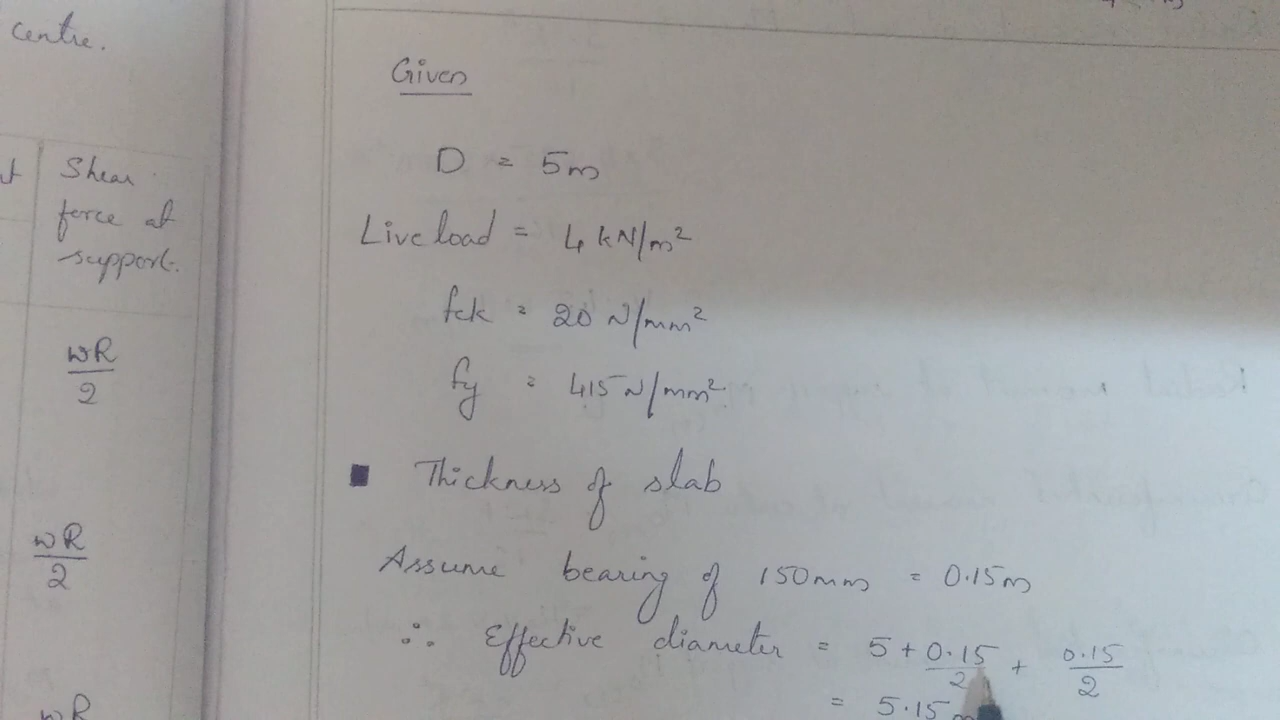 centre.
Shear
force at
support.
wR
2
wR
2
wR
Given
D = 5m
Live load = 4 kN/m²
fck = 20 N/mm²
fy = 415 N/mm²
Thickness of slab
Assume bearing of 150mm = 0.15m
∴ Effective diameter = 5 + 0.15/2 + 0.15/2
= 5.15m